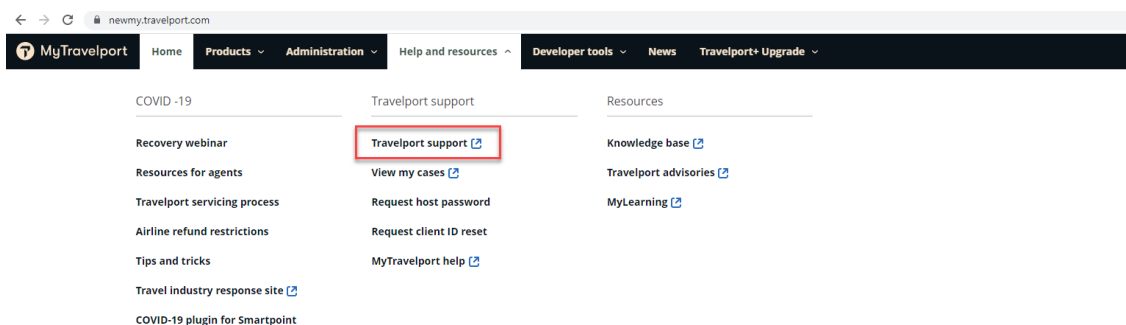 newmy.travelport.com
MyTravelport Home Products Administration Help and resources Developer tools News Travelport+ Upgrade
COVID -19
Recovery webinar
Resources for agents
Travelport servicing process
Airline refund restrictions
Tips and tricks
Travel industry response site
COVID-19 plugin for Smartpoint
Travelport support
Travelport support
View my cases
Request host password
Request client ID reset
MyTravelport help
Resources
Knowledge base
Travelport advisories
MyLearning